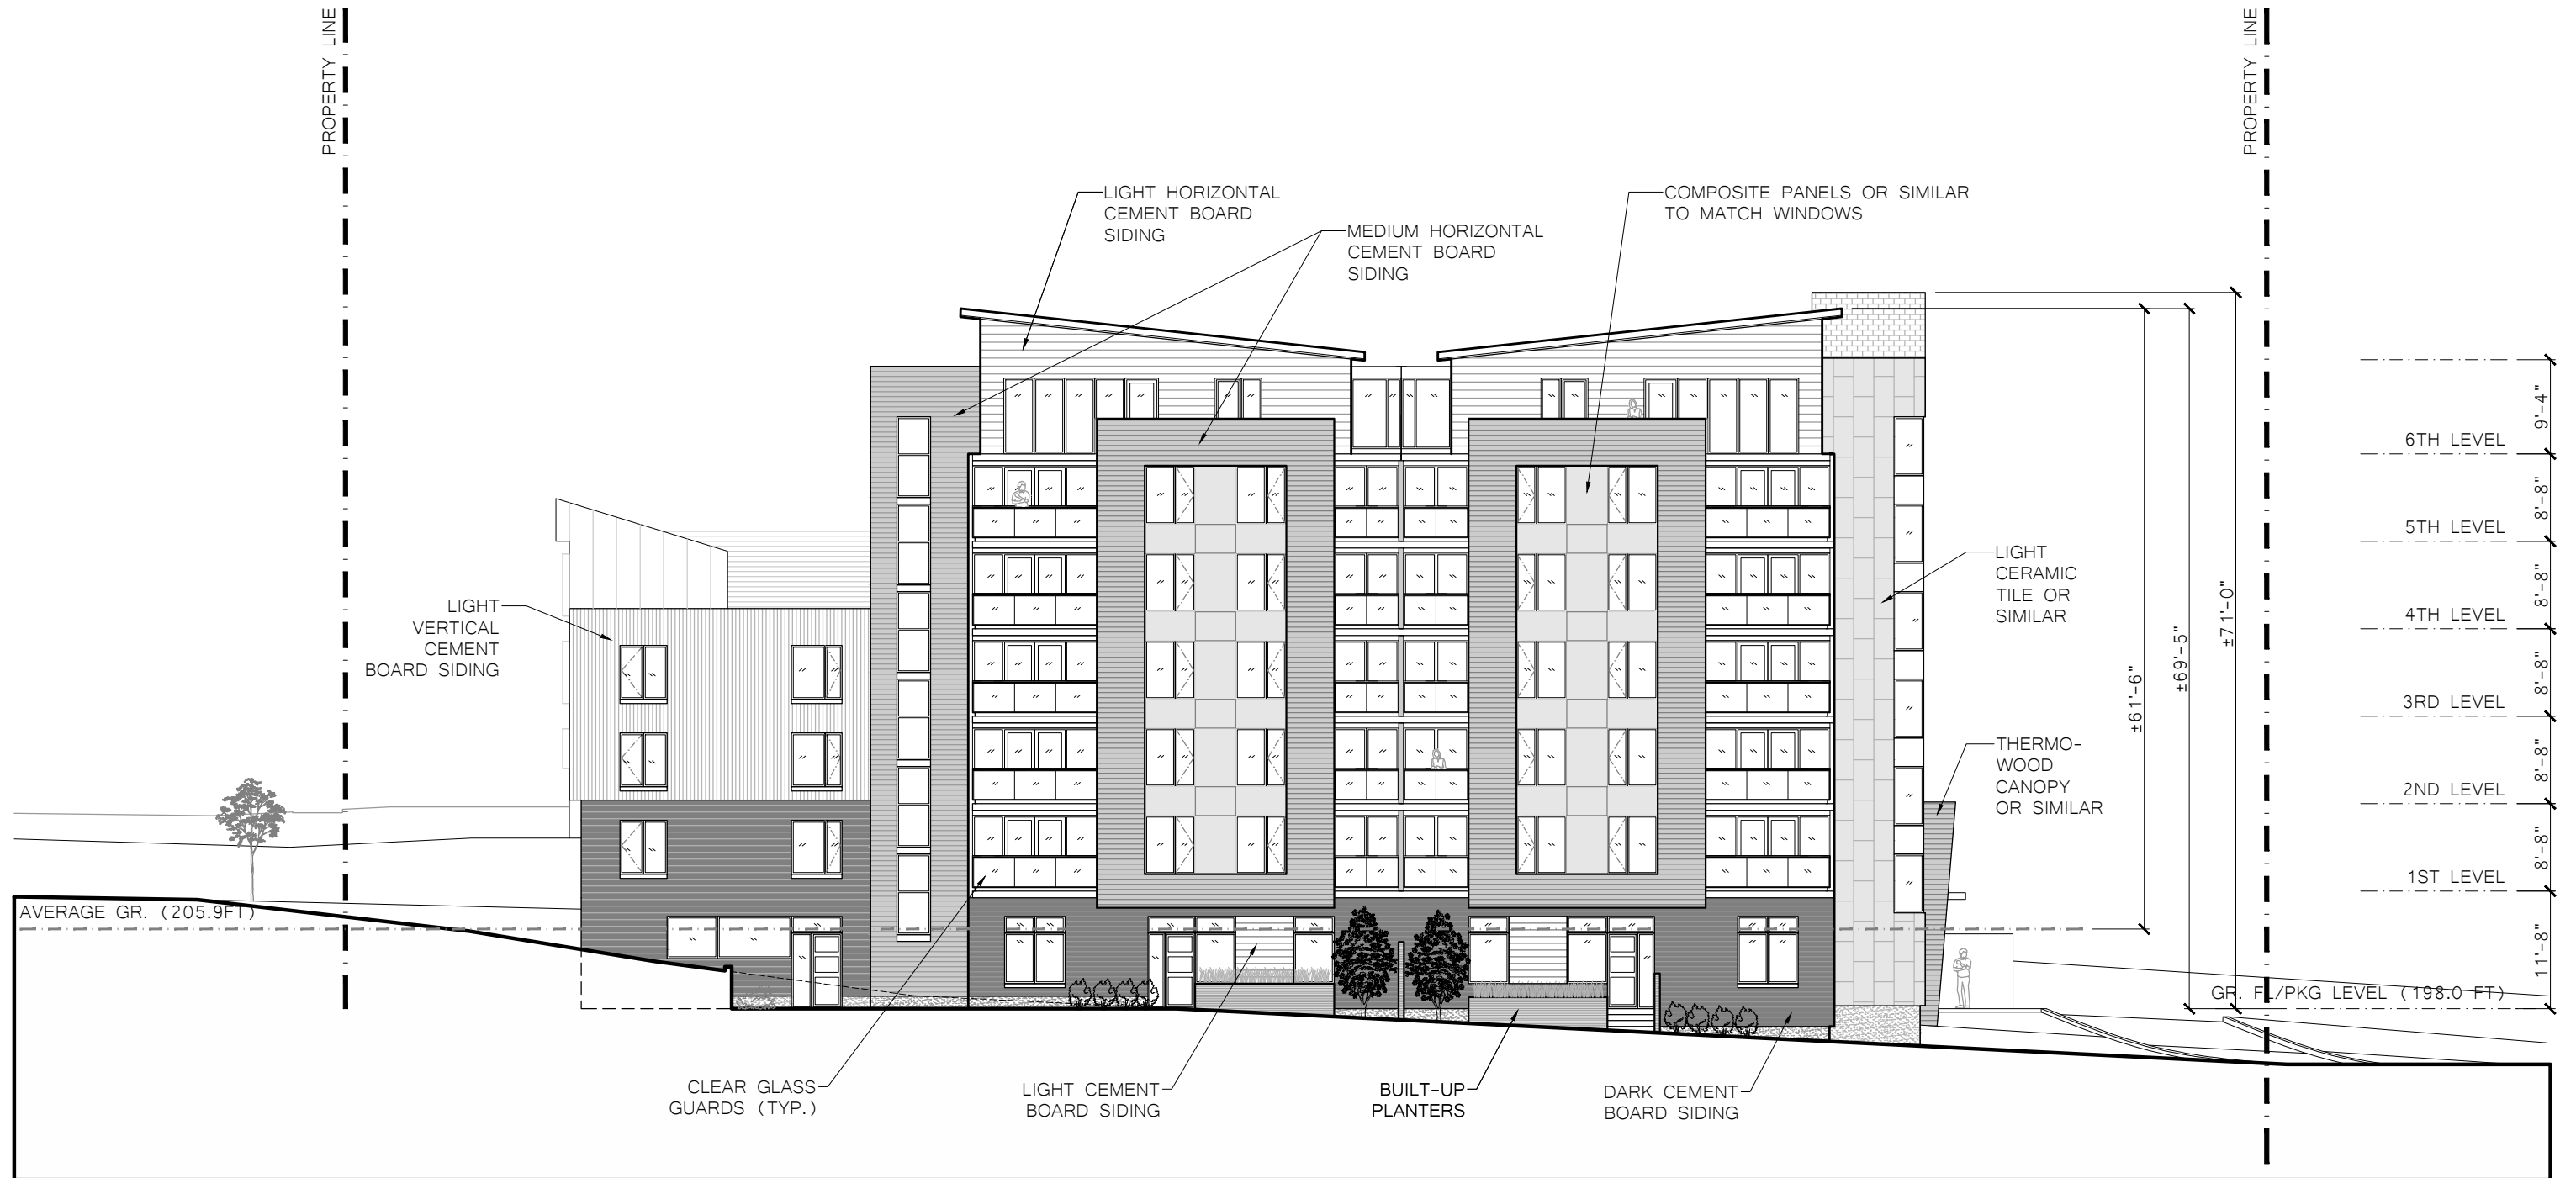 PROPERTY LINE
PROPERTY LINE
LIGHT HORIZONTAL
CEMENT BOARD
SIDING
MEDIUM HORIZONTAL
CEMENT BOARD
SIDING
COMPOSITE PANELS OR SIMILAR
TO MATCH WINDOWS
LIGHT
VERTICAL
CEMENT
BOARD SIDING
LIGHT
CERAMIC
TILE OR
SIMILAR
THERMO-
WOOD
CANOPY
OR SIMILAR
±61'-6"
±69'-5"
±71'-0"
9'-4"
6TH LEVEL
8'-8"
5TH LEVEL
8'-8"
4TH LEVEL
8'-8"
3RD LEVEL
8'-8"
2ND LEVEL
8'-8"
1ST LEVEL
11'-8"
AVERAGE GR. (205.9FT)
GR. FL/PKG LEVEL (198.0 FT)
CLEAR GLASS
GUARDS (TYP.)
LIGHT CEMENT
BOARD SIDING
BUILT-UP
PLANTERS
DARK CEMENT
BOARD SIDING